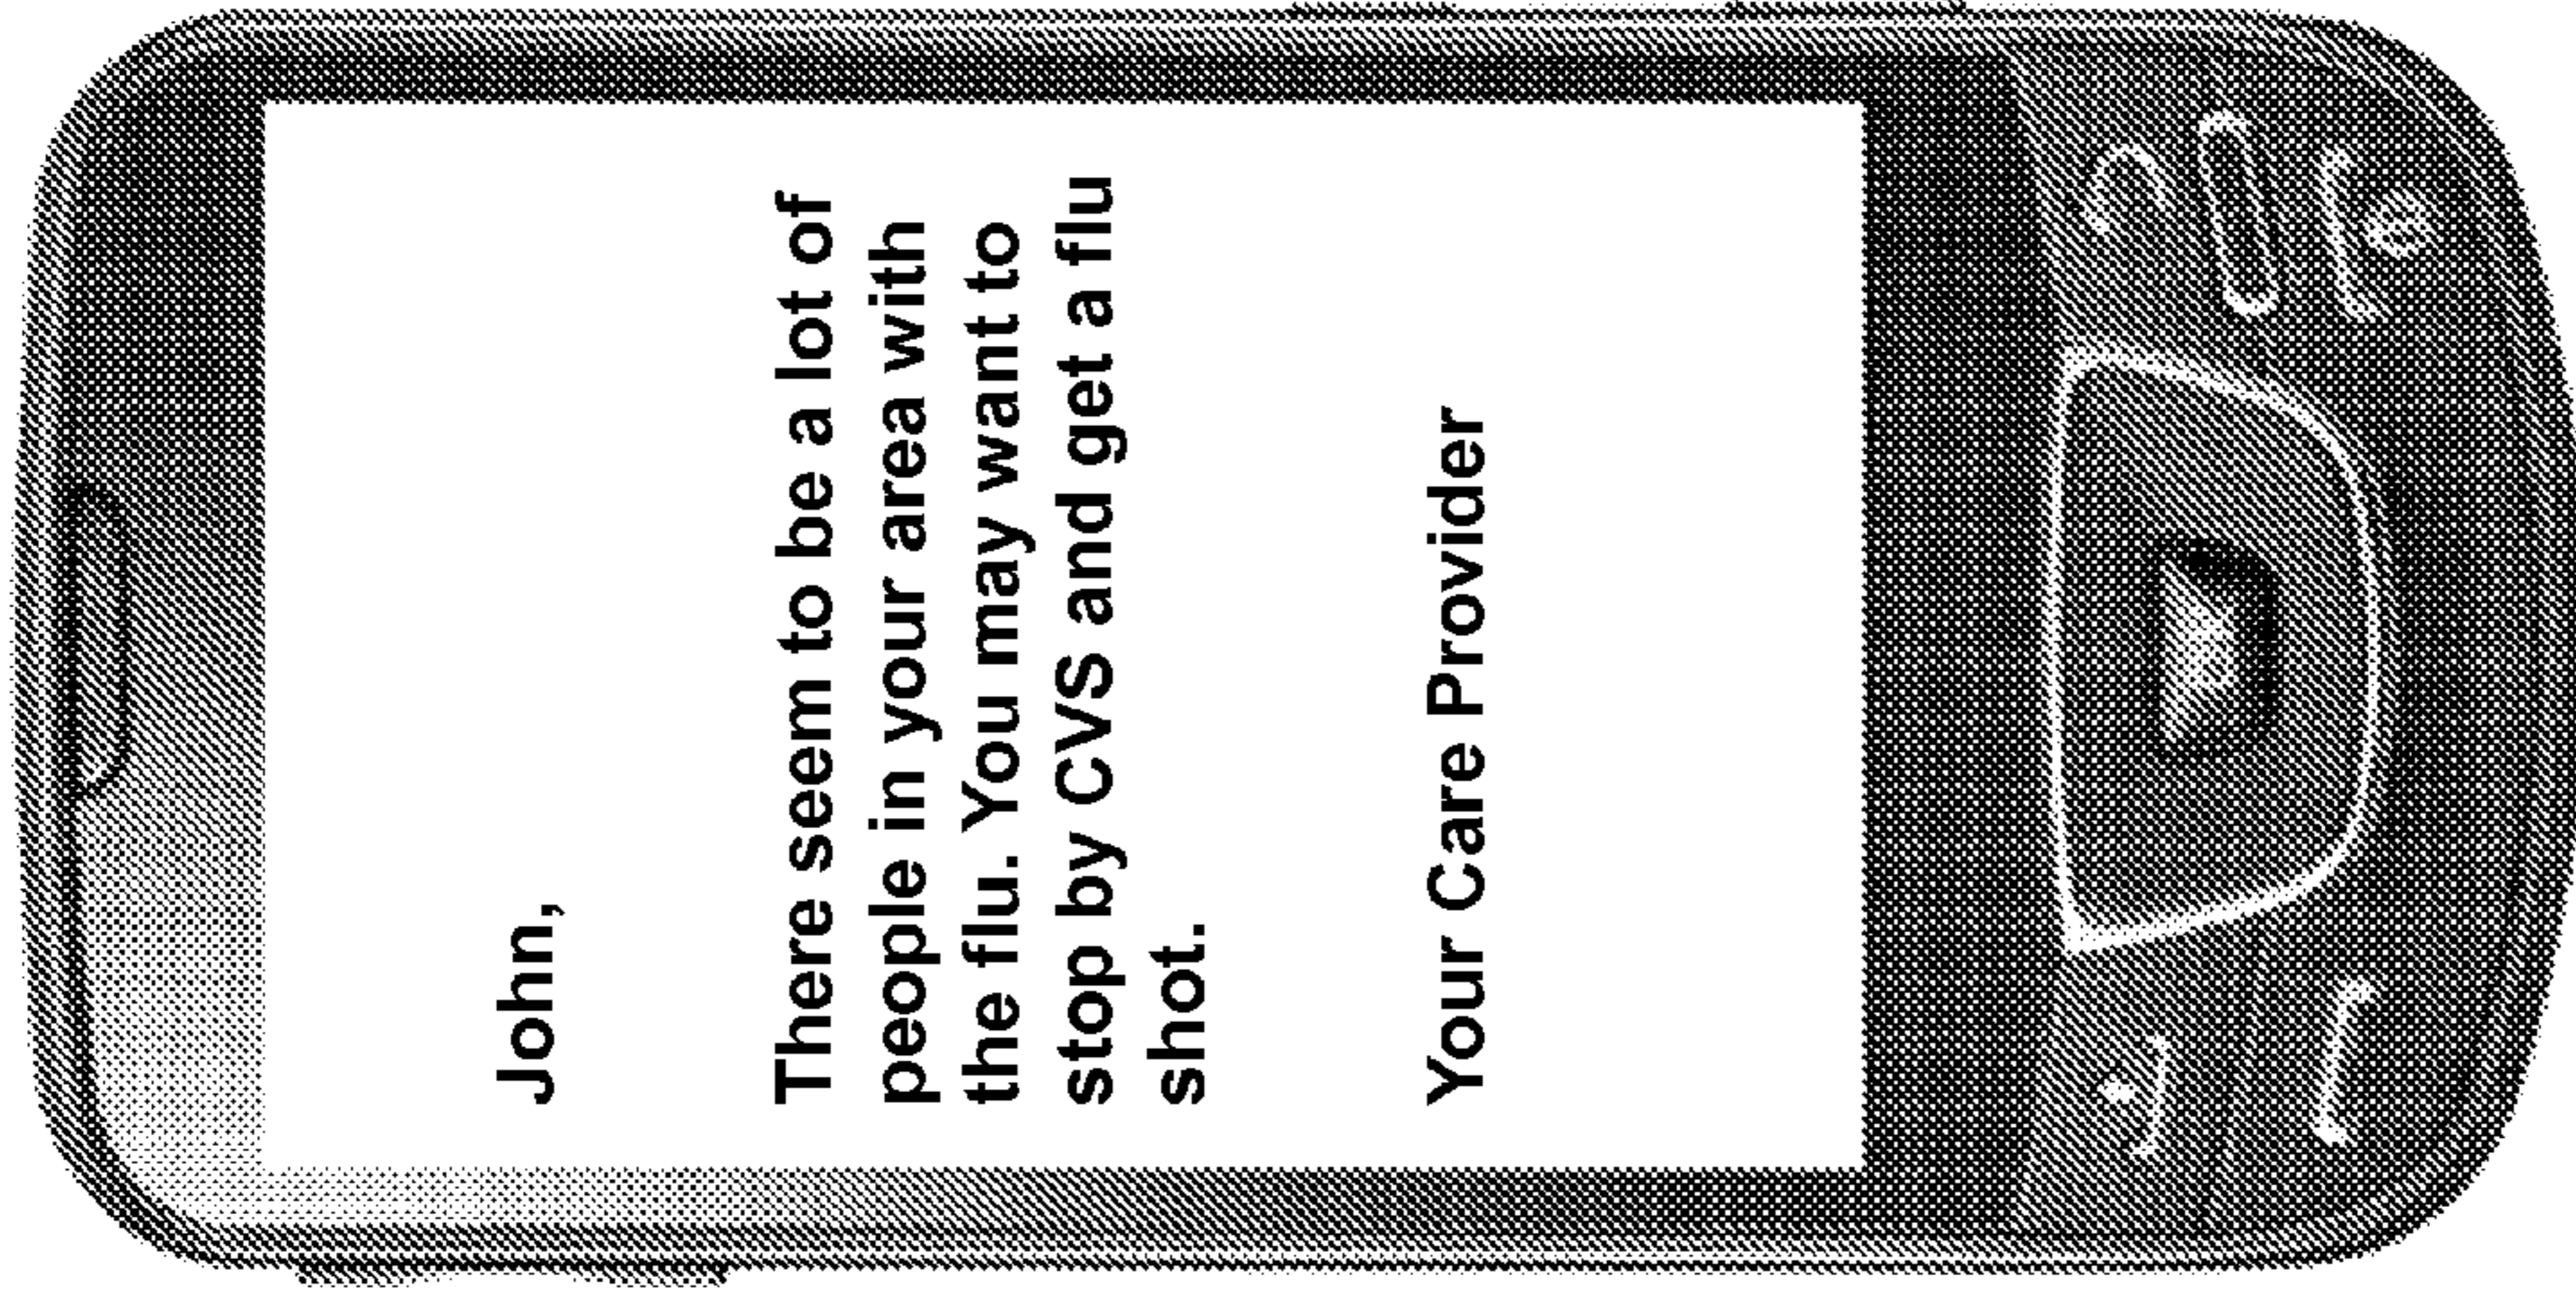 John,
There seem to be a lot of
people in your area with
the flu. You may want to
stop by CVS and get a flu
shot.
Your Care Provider